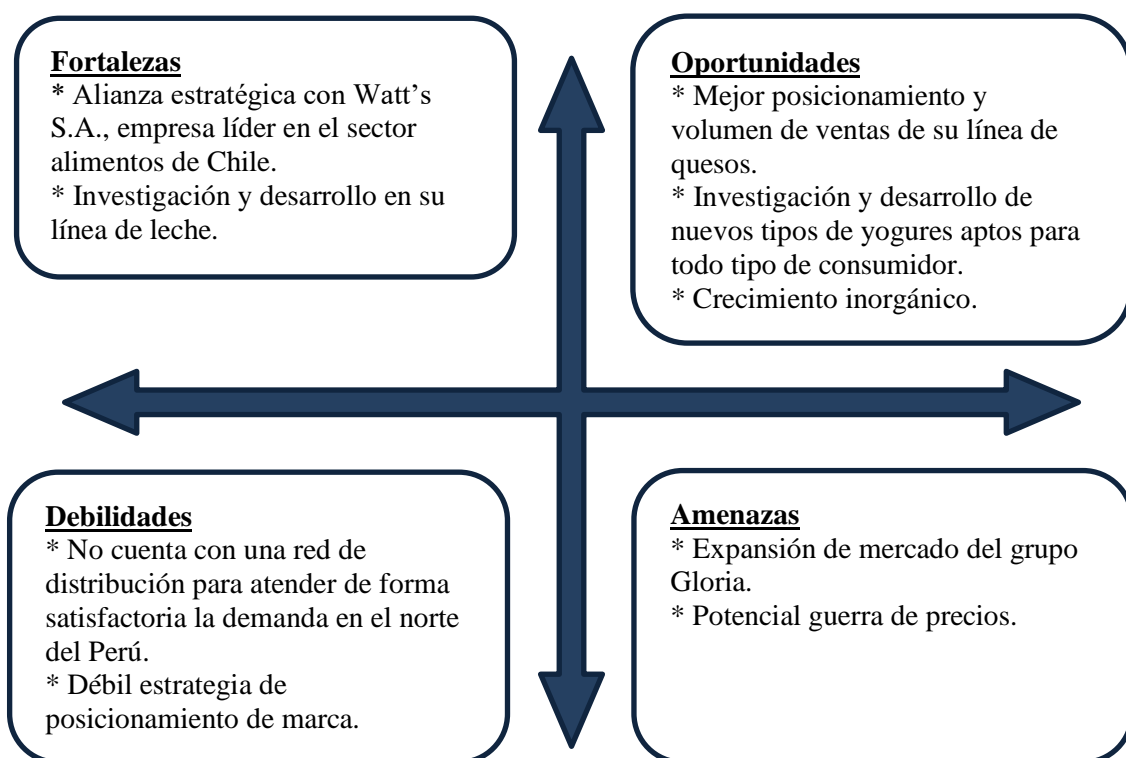 Fortalezas
* Alianza estratégica con Watt’s
S.A., empresa líder en el sector
alimentos de Chile.
* Investigación y desarrollo en su
línea de leche.
Oportunidades
* Mejor posicionamiento y
volumen de ventas de su línea de
quesos.
* Investigación y desarrollo de
nuevos tipos de yogures aptos para
todo tipo de consumidor.
* Crecimiento inorgánico.
Debilidades
* No cuenta con una red de
distribución para atender de forma
satisfactoria la demanda en el norte
del Perú.
* Débil estrategia de
posicionamiento de marca.
Amenazas
* Expansión de mercado del grupo
Gloria.
* Potencial guerra de precios.